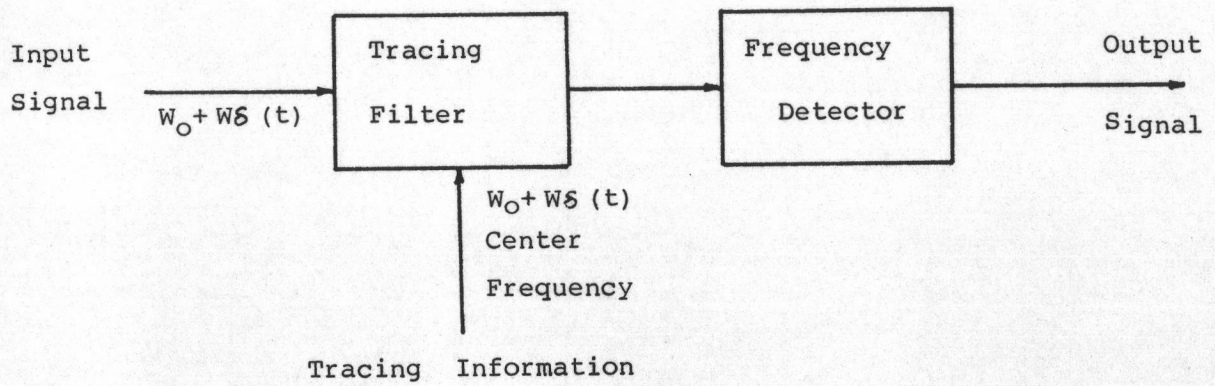 Input
Signal
W₀ + Wδ (t)
Tracing
Filter
Frequency
Detector
Output
Signal
W₀ + Wδ (t)
Center
Frequency
Tracing Information